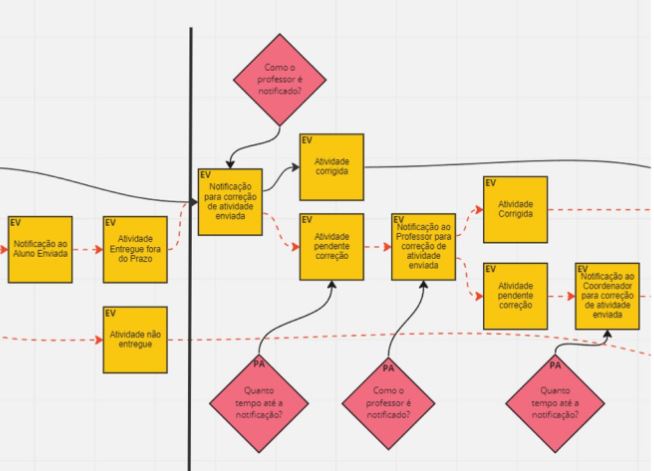 Como o
professor é
notificado?
EV
Atividade
corrigida
EV
Notificação
para correção
de atividade
enviada
EV
Atividade
Corrigida
EV
Notificação ao
Aluno Enviada
EV
Atividade
Entregue fora
do Prazo
EV
Atividade
pendente
correção
EV
Notificação ao
Professor para
correção de
atividade
enviada
EV
Atividade
pendente
correção
EV
Notificação ao
Coordenador
para correção
de atividade
enviada
EV
Atividade não
entregue
PA
Quanto
tempo até a
notificação?
PA
Como o
professor é
notificado?
PA
Quanto
tempo até a
notificação?